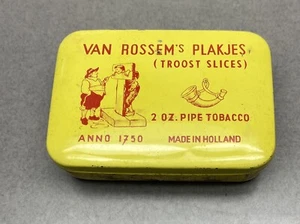 VAN ROSSEM'S PLAKJES
(TROOST SLICES)
2 OZ. PIPE TOBACCO
ANNO 1750 MADE IN HOLLAND